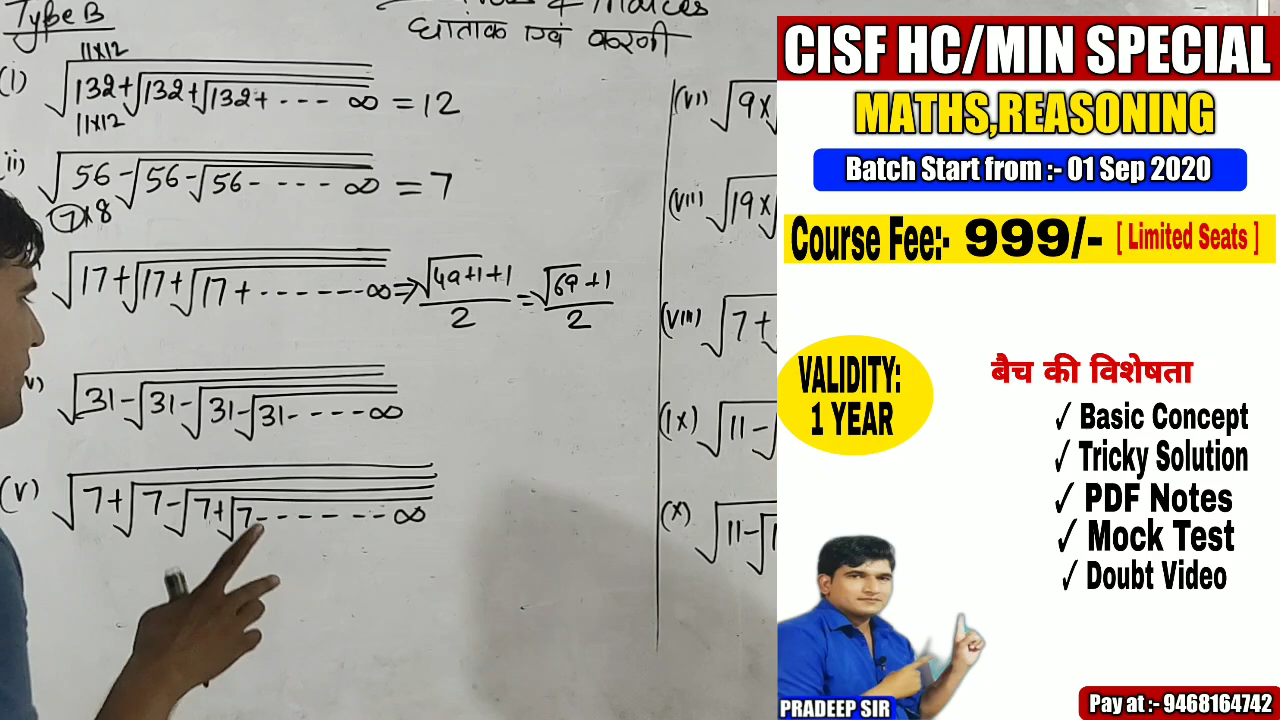 Type B
घातांक एवं करणी
11×12
(i) √132+√132+√132+ --- ∞ = 12
11×12
ii) √56-√56-√56- ---- ∞ = 7
7×8
√17+√17+√17+ ------- ∞ ⇒ √4a+1+1/2 = √69+1/2
v) √31-√31-√31-√31- ---- ∞
(v) √7+√7-√7+√7- ------ ∞
(vi) √9×√
(vii) √19×√
(viii) √7+
(ix) √11-
(x) √11-√1
CISF HC/MIN SPECIAL
MATHS,REASONING
Batch Start from :- 01 Sep 2020
Course Fee:- 999/- [ Limited Seats ]
VALIDITY:
1 YEAR
बैच की विशेषता
✓ Basic Concept
✓ Tricky Solution
✓ PDF Notes
✓ Mock Test
✓ Doubt Video
PRADEEP SIR
Pay at :- 9468164742